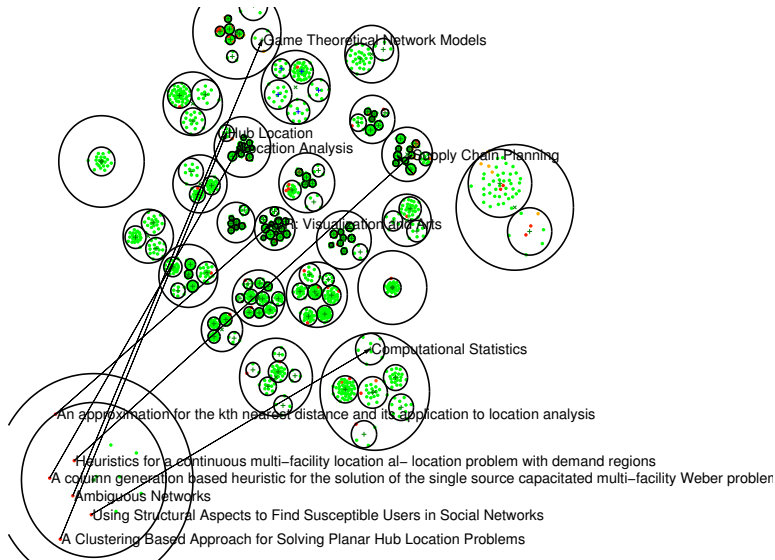 Game Theoretical Network Models
Hub Location
Location Analysis
Supply Chain Planning
R: Visualization and Arts
Computational Statistics
An approximation for the kth nearest distance and its application to location analysis
Heuristics for a continuous multi−facility location al− location problem with demand regions
A column generation based heuristic for the solution of the single source capacitated multi−facility Weber problem
Ambiguous Networks
Using Structural Aspects to Find Susceptible Users in Social Networks
A Clustering Based Approach for Solving Planar Hub Location Problems